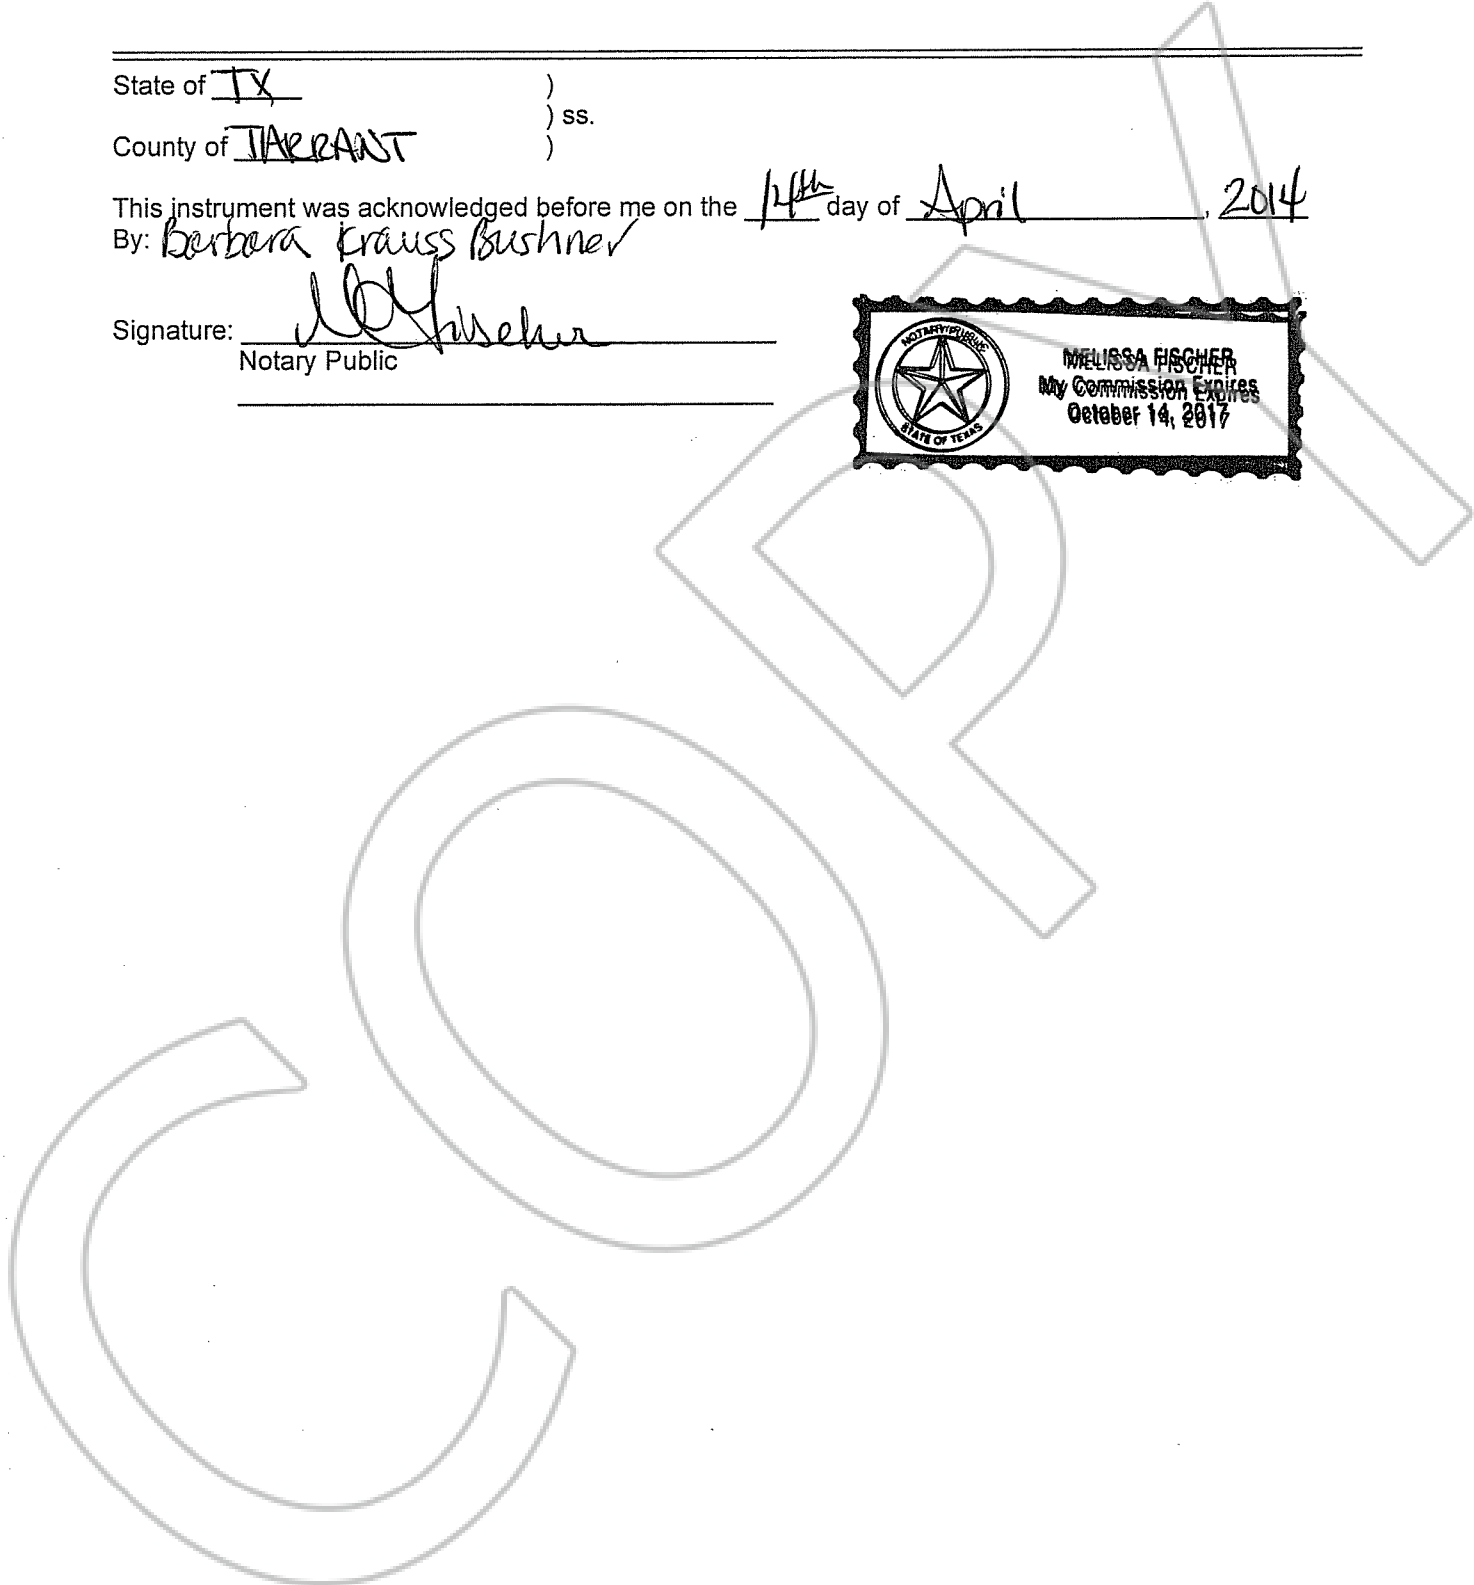 State of TX )
) ss.
County of TARRANT )
This instrument was acknowledged before me on the 14th day of April, 2014
By: Barbara Krauss Bushner
Signature: M Fischer
Notary Public
NOTARY PUBLIC
STATE OF TEXAS
MELISSA FISCHER
My Commission Expires
October 14, 2017
COPY